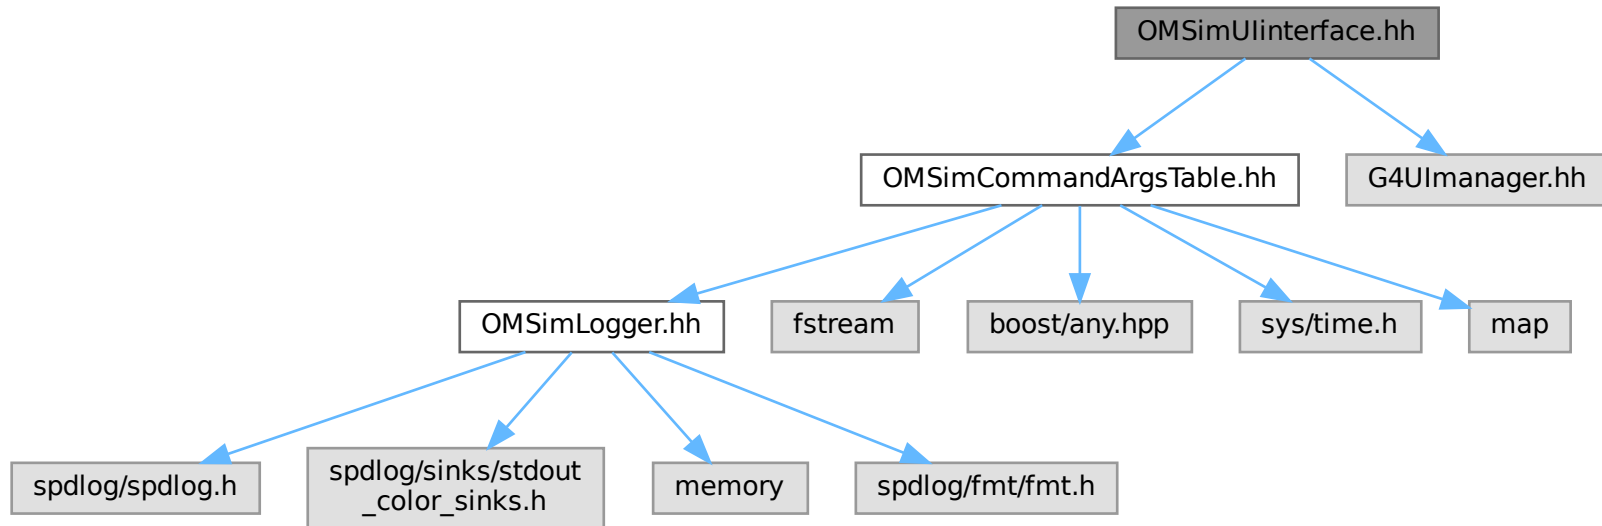 OMSimUIinterface.hh
OMSimCommandArgsTable.hh
G4UImanager.hh
OMSimLogger.hh
fstream
boost/any.hpp
sys/time.h
map
spdlog/spdlog.h
spdlog/sinks/stdout
_color_sinks.h
memory
spdlog/fmt/fmt.h